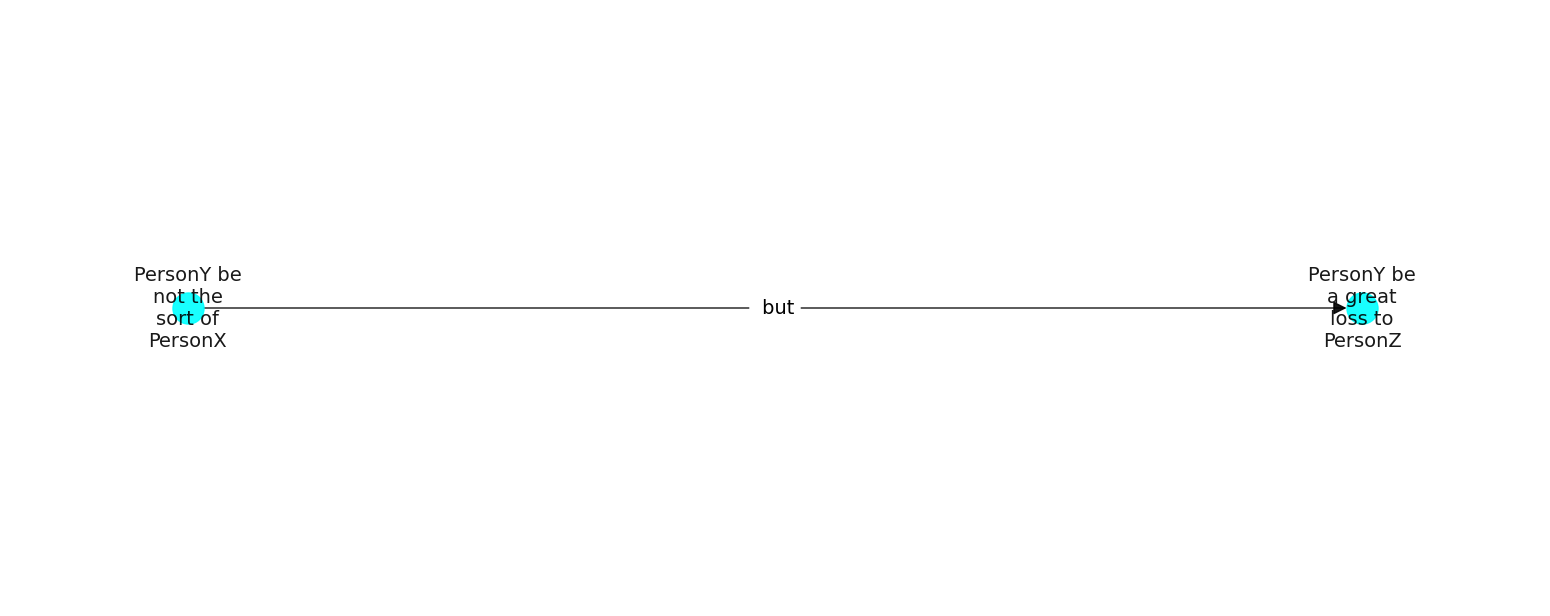 PersonY be
not the
sort of
PersonX
but
PersonY be
a great
loss to
PersonZ